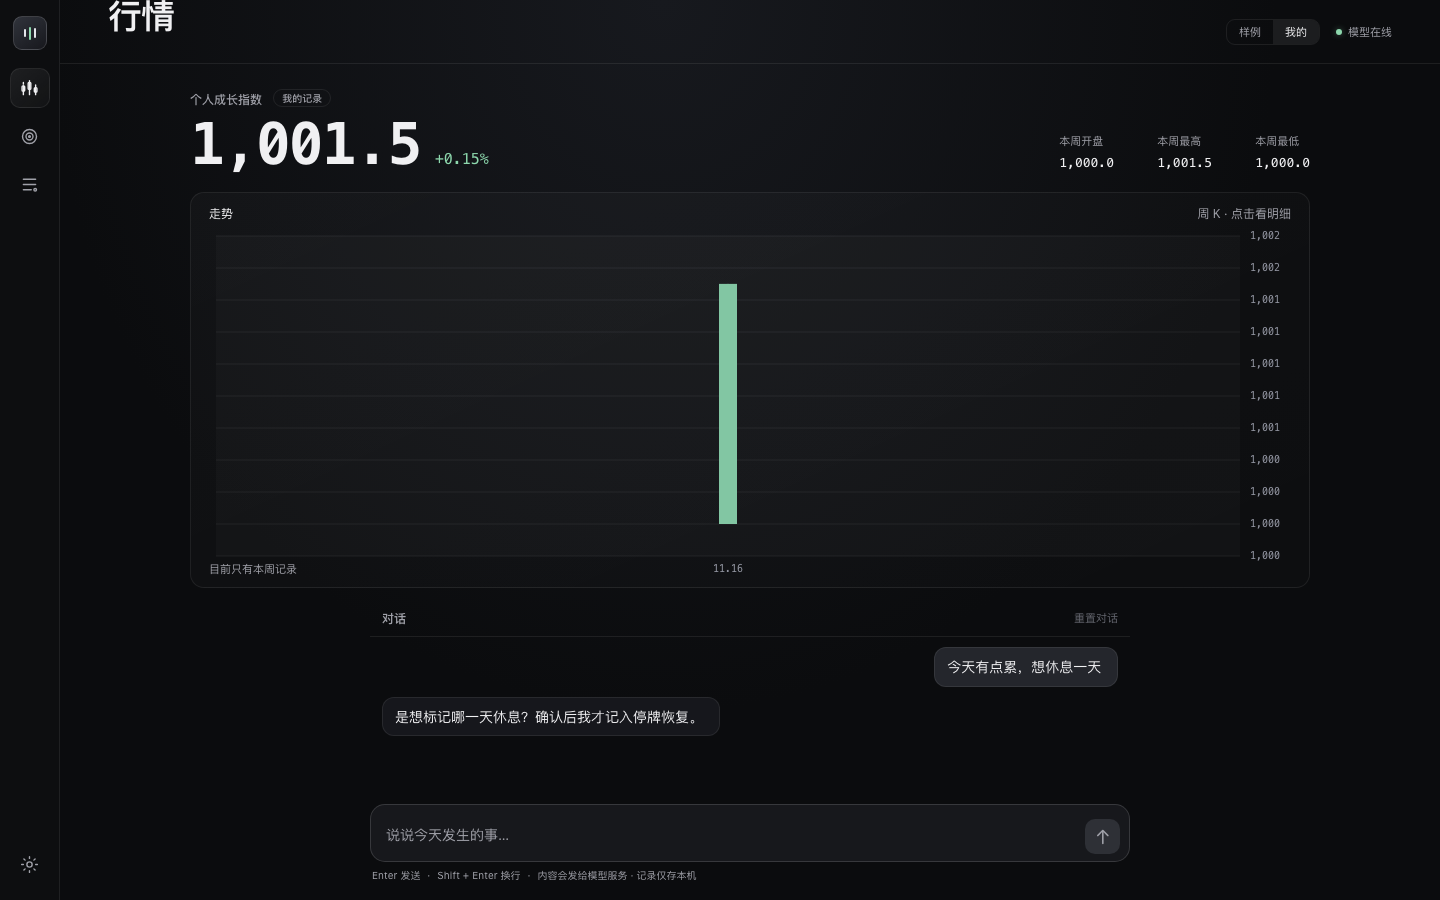 行情
样例 我的 模型在线
个人成长指数 我的记录
1,001.5 +0.15%
本周开盘 本周最高 本周最低
1,000.0 1,001.5 1,000.0
走势 周 K · 点击看明细
1,002
1,002
1,001
1,001
1,001
1,001
1,001
1,000
1,000
1,000
1,000
目前只有本周记录 11.16
对话 重置对话
今天有点累，想休息一天
是想标记哪一天休息？确认后我才记入停牌恢复。
说说今天发生的事...
Enter 发送 · Shift + Enter 换行 · 内容会发给模型服务 · 记录仅存本机